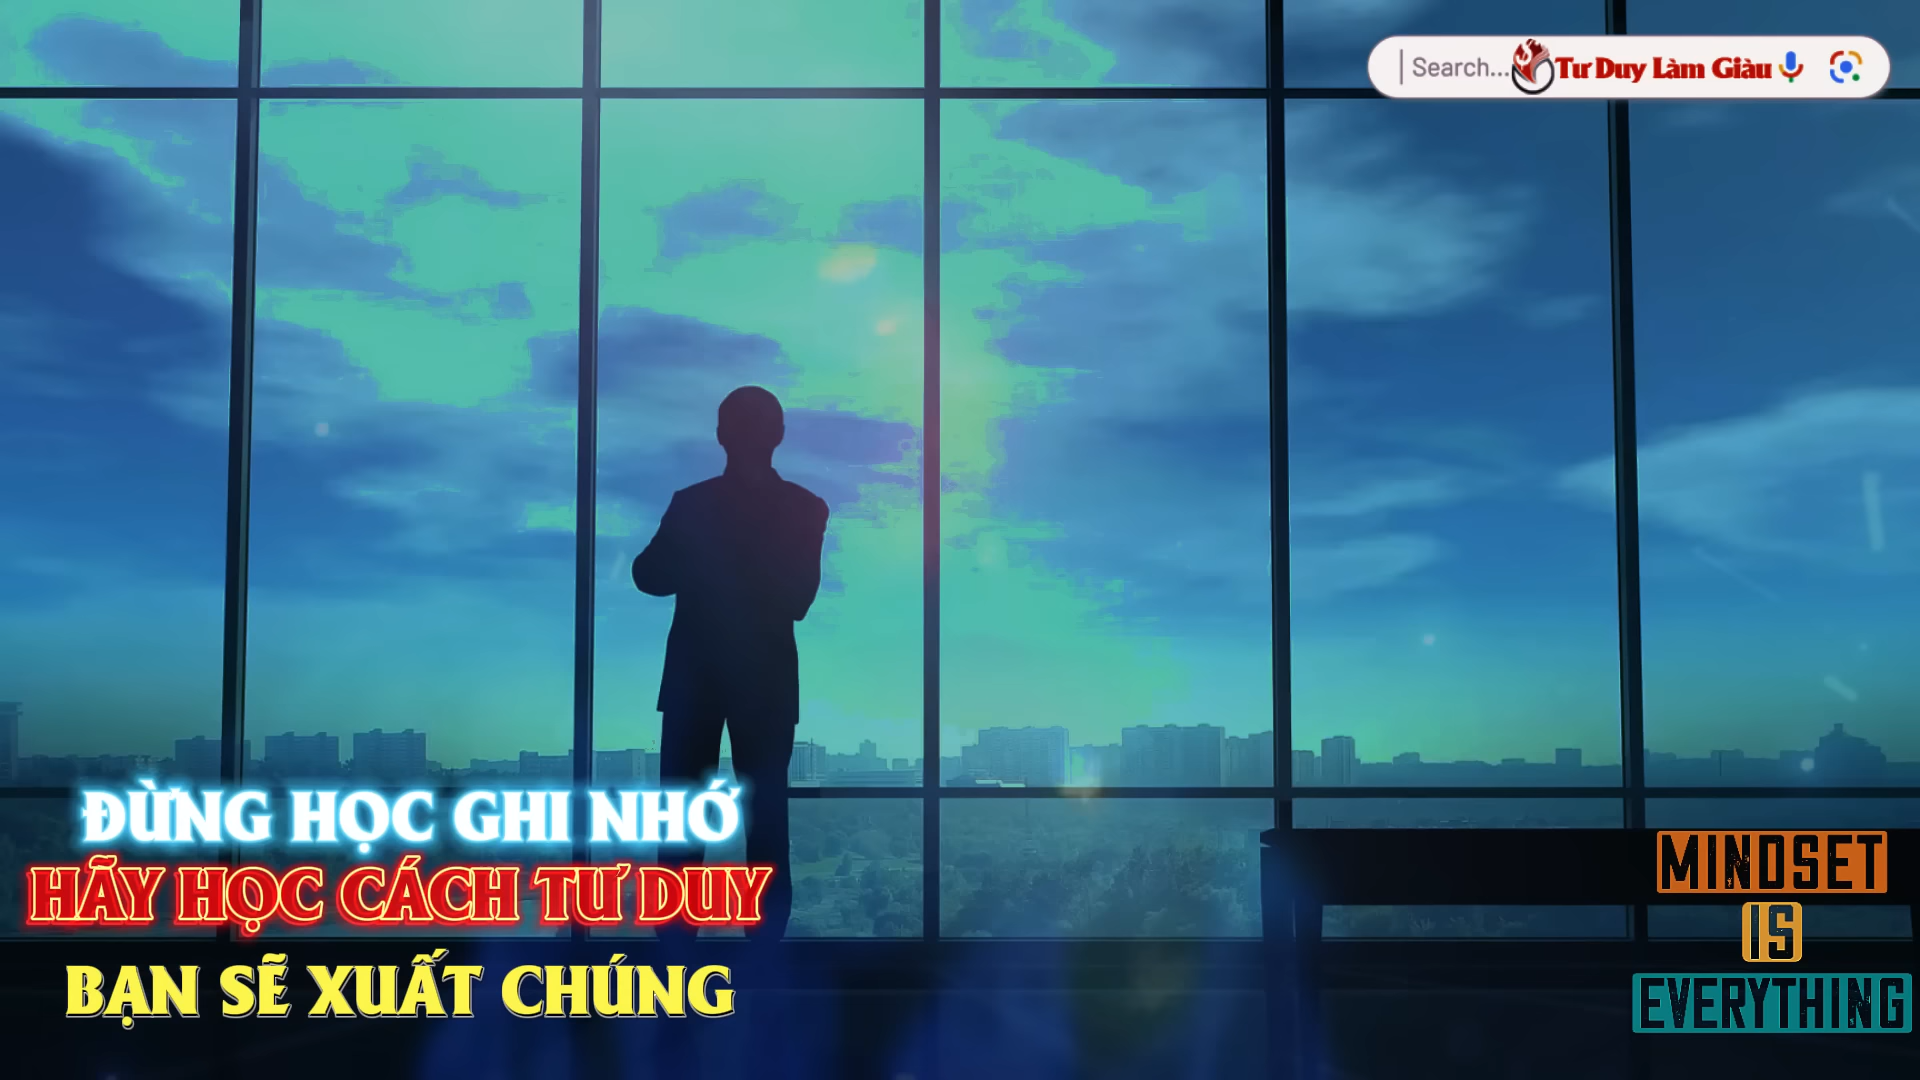 Search... Tư Duy Làm Giàu
ĐỪNG HỌC GHI NHỚ
HÃY HỌC CÁCH TƯ DUY
BẠN SẼ XUẤT CHÚNG
MINDSET
IS
EVERYTHING